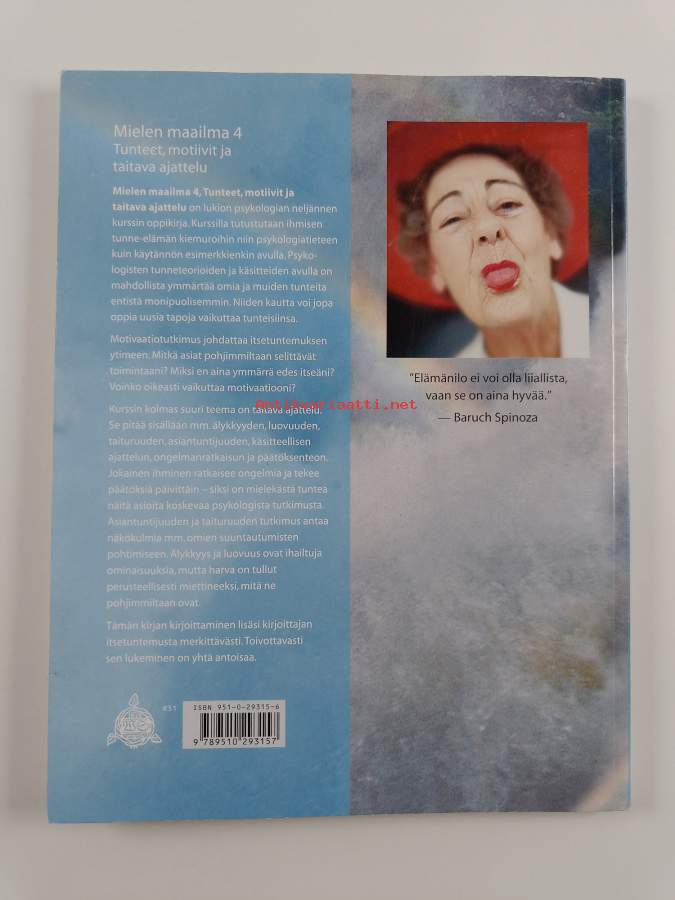 Mielen maailma 4
Tunteet, motiivit ja
taitava ajattelu
Mielen maailma 4, Tunteet, motiivit ja
taitava ajattelu on lukion psykologian neljännen
kurssin oppikirja. Kurssilla tutustutaan ihmisen
tunne-elämän kiemuroihin niin psykologiatieteen
kuin käytännön esimerkkienkin avulla. Psyko-
logisten tunneteorioiden ja käsitteiden avulla on
mahdollista ymmärtää omia ja muiden tunteita
entistä monipuolisemmin. Niiden kautta voi jopa
oppia uusia tapoja vaikuttaa tunteisiinsa.
Motivaatiotutkimus johdattaa itsetuntemuksen
ytimeen. Mitkä asiat pohjimmiltaan selittävät
toimintaani? Miksi en aina ymmärrä edes itseäni?
Voinko oikeasti vaikuttaa motivaatiooni?
Kurssin kolmas suuri teema on taitava ajattelu.
Se pitää sisällään mm. älykkyyden, luovuuden,
taituruuden, asiantuntijuuden, käsitteellisen
ajattelun, ongelmanratkaisun ja päätöksenteon.
Jokainen ihminen ratkaisee ongelmia ja tekee
päätöksiä päivittäin – siksi on mielekästä tuntea
näitä asioita koskevaa psykologista tutkimusta.
Asiantuntijuuden ja taituruuden tutkimus antaa
näkökulmia mm. omien suuntautumisten
pohtimiseen. Älykkyys ja luovuus ovat ihailtuja
ominaisuuksia, mutta harva on tullut
perusteellisesti miettineeksi, mitä ne
pohjimmiltaan ovat.
Tämän kirjan kirjoittaminen lisäsi kirjoittajan
itsetuntemusta merkittävästi. Toivottavasti
sen lukeminen on yhtä antoisaa.
"Elämänilo ei voi olla liiallista,
vaan se on aina hyvää."
— Baruch Spinoza
Antikvariaatti.net
ISBN 951-0-29315-6
9 789510 293157